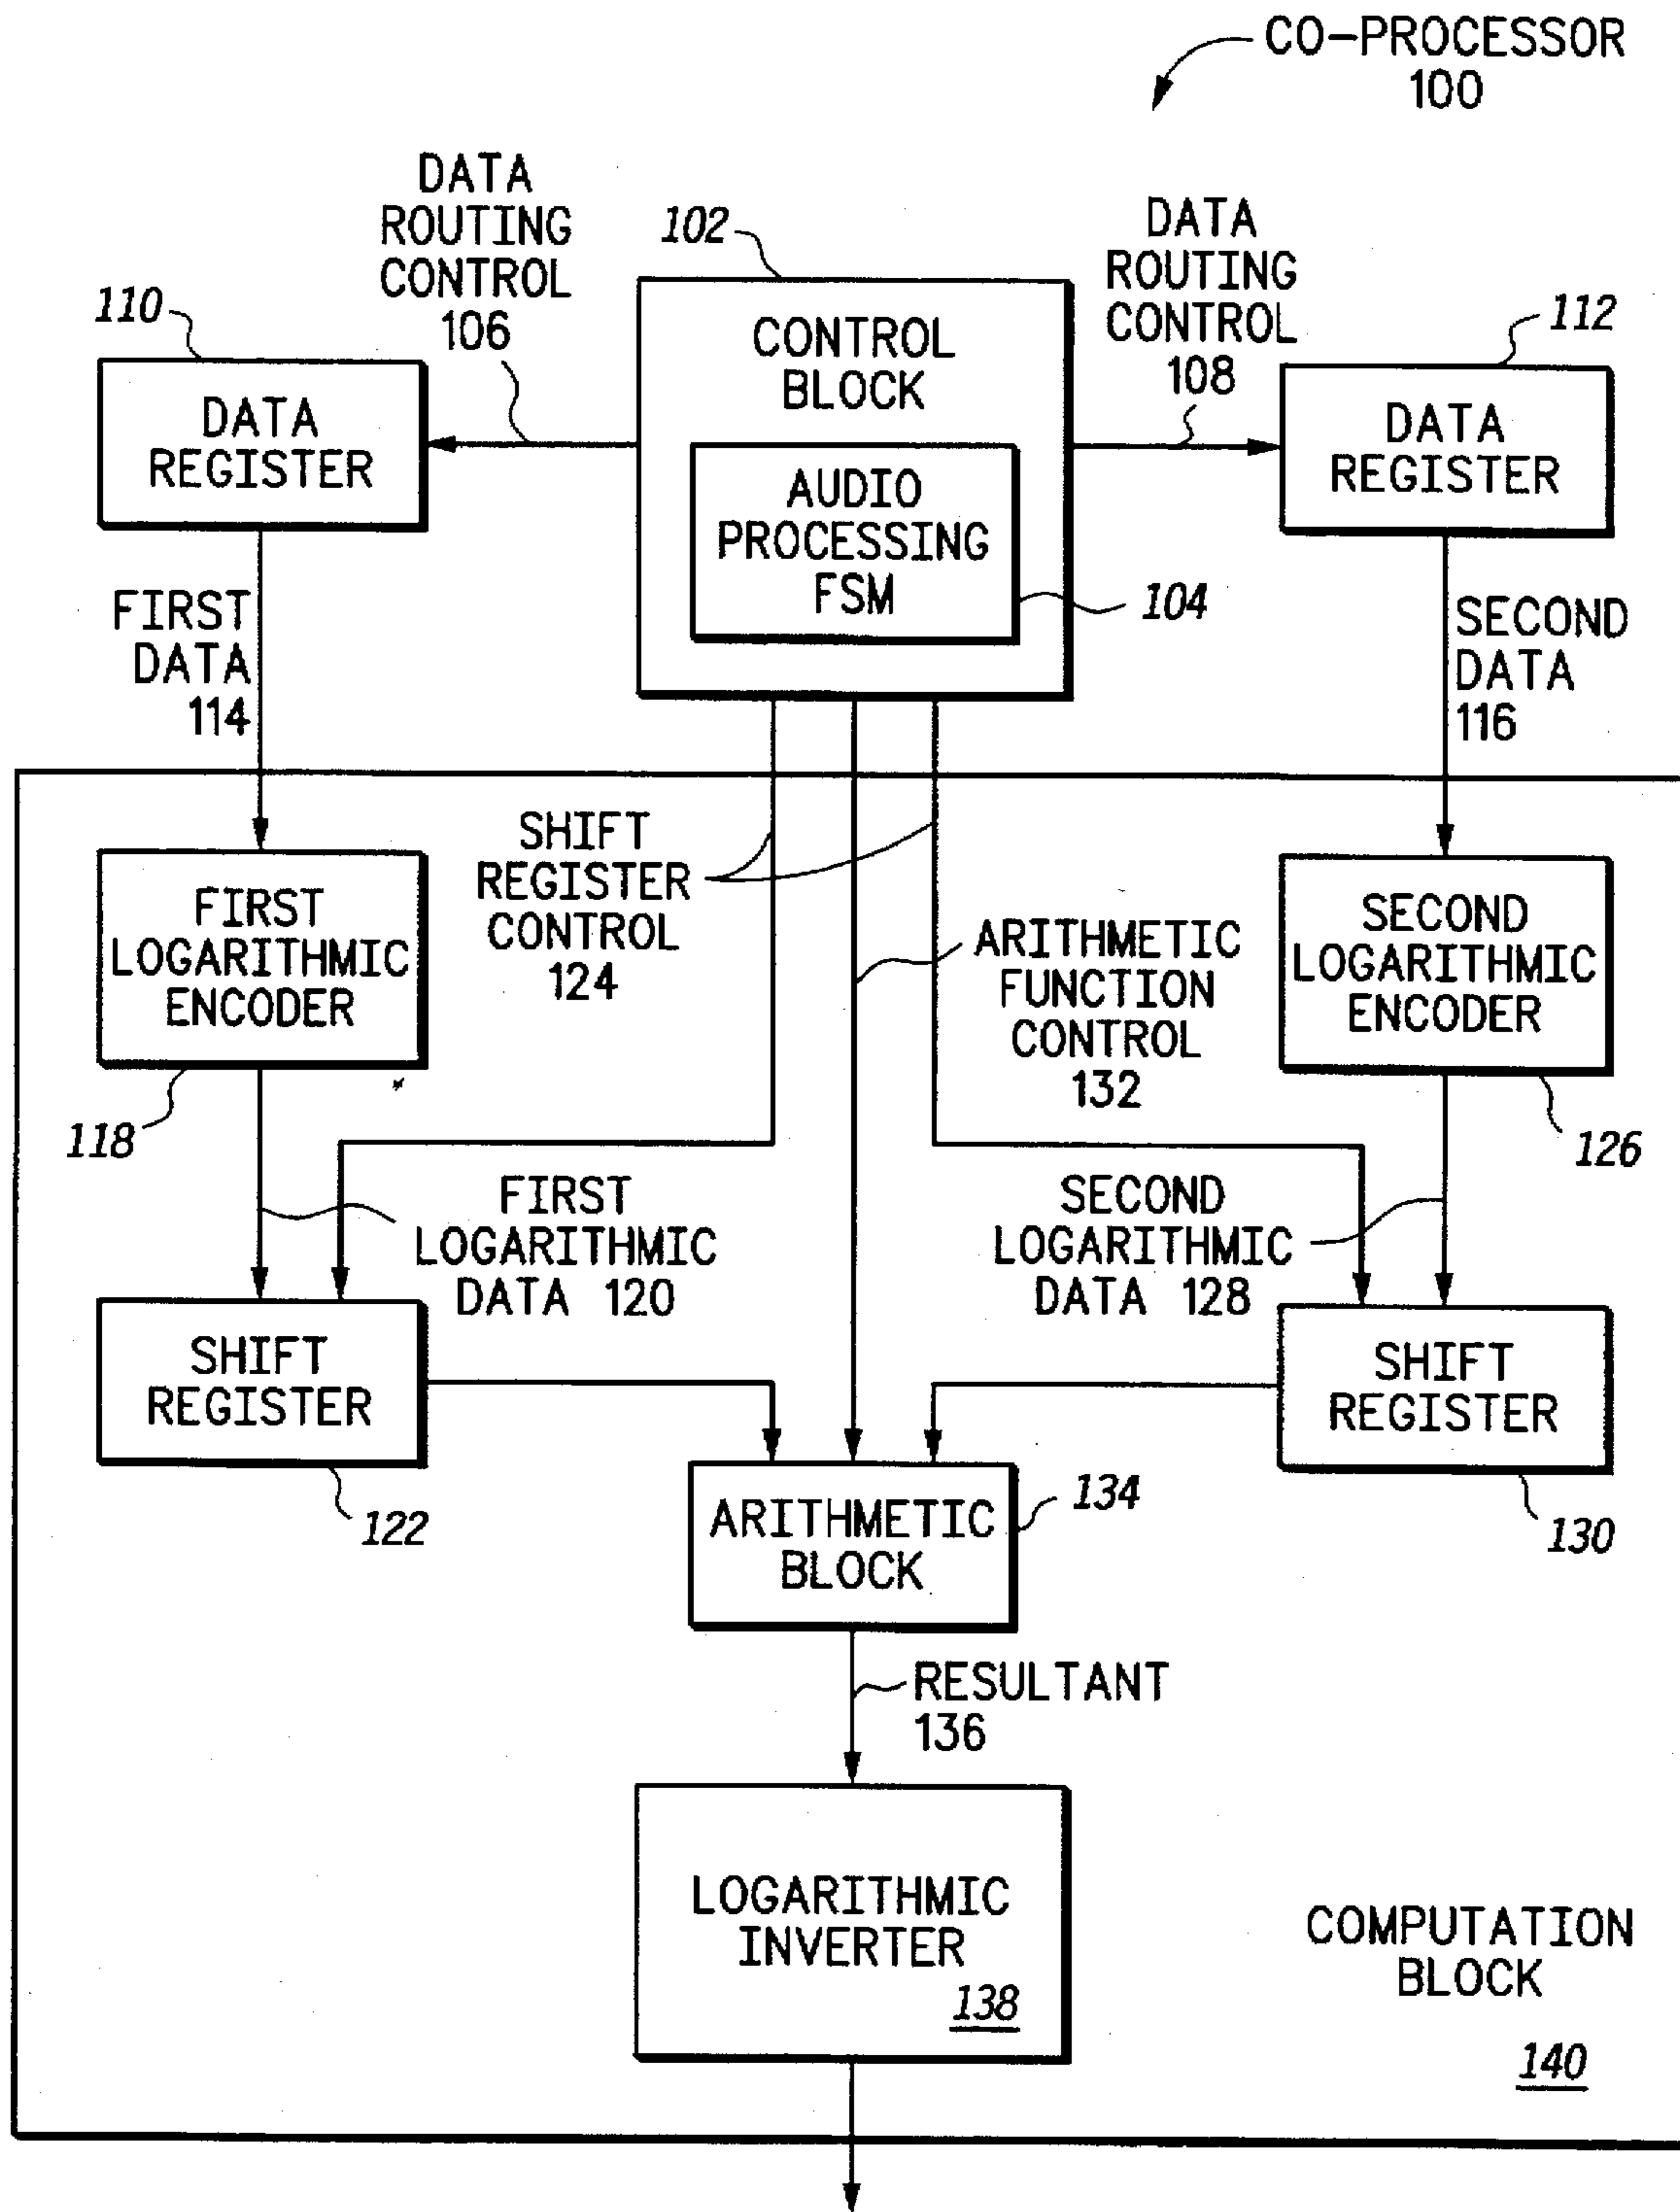 CO-PROCESSOR
100
DATA
ROUTING
CONTROL
106
102
DATA
ROUTING
CONTROL
108
110
112
CONTROL
BLOCK
DATA
REGISTER
DATA
REGISTER
AUDIO
PROCESSING
FSM
104
FIRST
DATA
114
SECOND
DATA
116
SHIFT
REGISTER
CONTROL
124
FIRST
LOGARITHMIC
ENCODER
ARITHMETIC
FUNCTION
CONTROL
132
SECOND
LOGARITHMIC
ENCODER
118
126
FIRST
LOGARITHMIC
DATA 120
SECOND
LOGARITHMIC
DATA 128
SHIFT
REGISTER
SHIFT
REGISTER
122
134
130
ARITHMETIC
BLOCK
RESULTANT
136
LOGARITHMIC
INVERTER
138
COMPUTATION
BLOCK
140